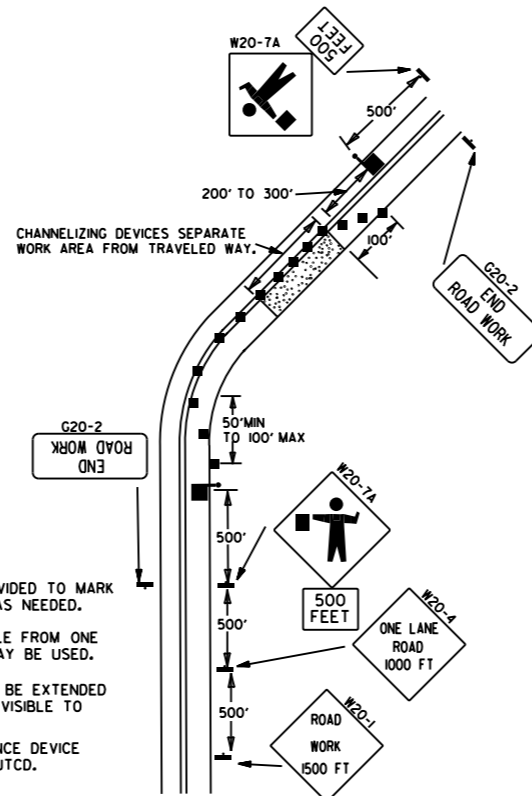 W20-7A
500
FEET
500'
200' TO 300'
CHANNELIZING DEVICES SEPARATE
WORK AREA FROM TRAVELED WAY.
100'
G20-2
END
ROAD WORK
50'MIN
TO 100' MAX
G20-2
END
ROAD WORK
W20-7A
500'
500
FEET
VIDED TO MARK
AS NEEDED.
LE FROM ONE
AY BE USED.
BE EXTENDED
VISIBLE TO
NCE DEVICE
UTCD.
500'
W20-4
ONE LANE
ROAD
1000 FT
500'
W20-1
ROAD
WORK
1500 FT